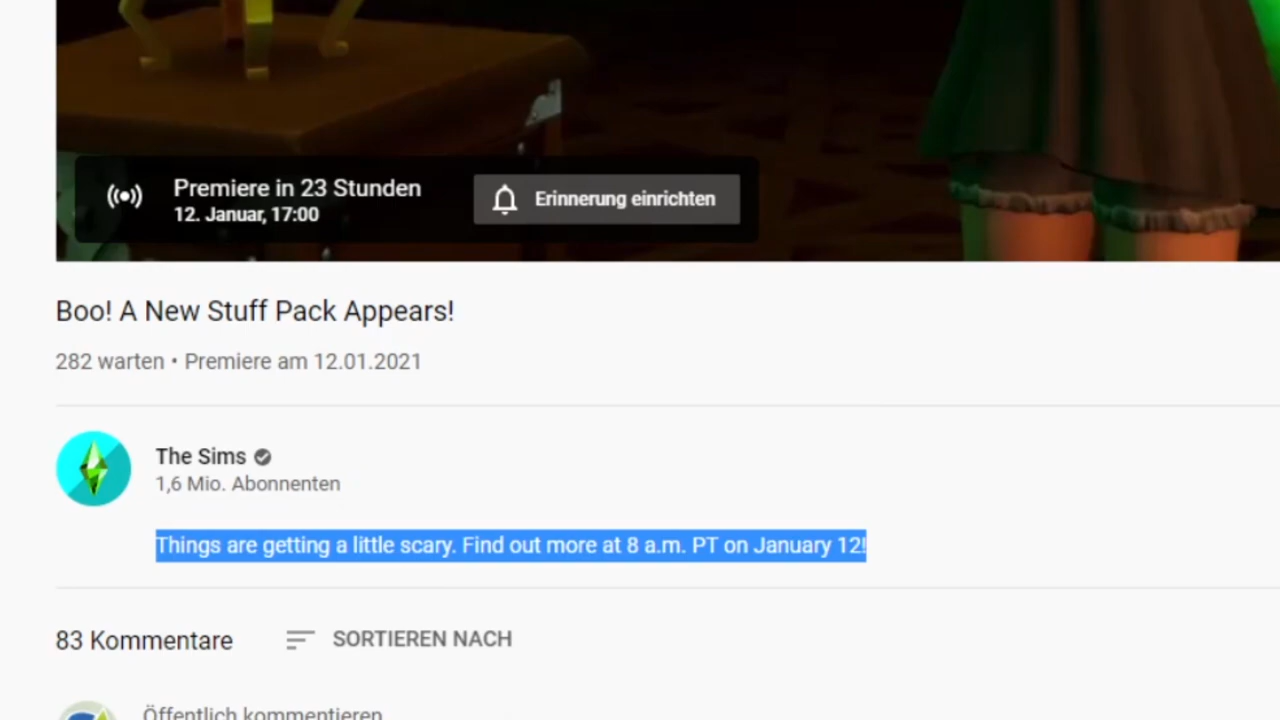 Premiere in 23 Stunden
12. Januar, 17:00
Erinnerung einrichten
Boo! A New Stuff Pack Appears!
282 warten • Premiere am 12.01.2021
The Sims
1,6 Mio. Abonnenten
Things are getting a little scary. Find out more at 8 a.m. PT on January 12!
83 Kommentare
SORTIEREN NACH
Öffentlich kommentieren